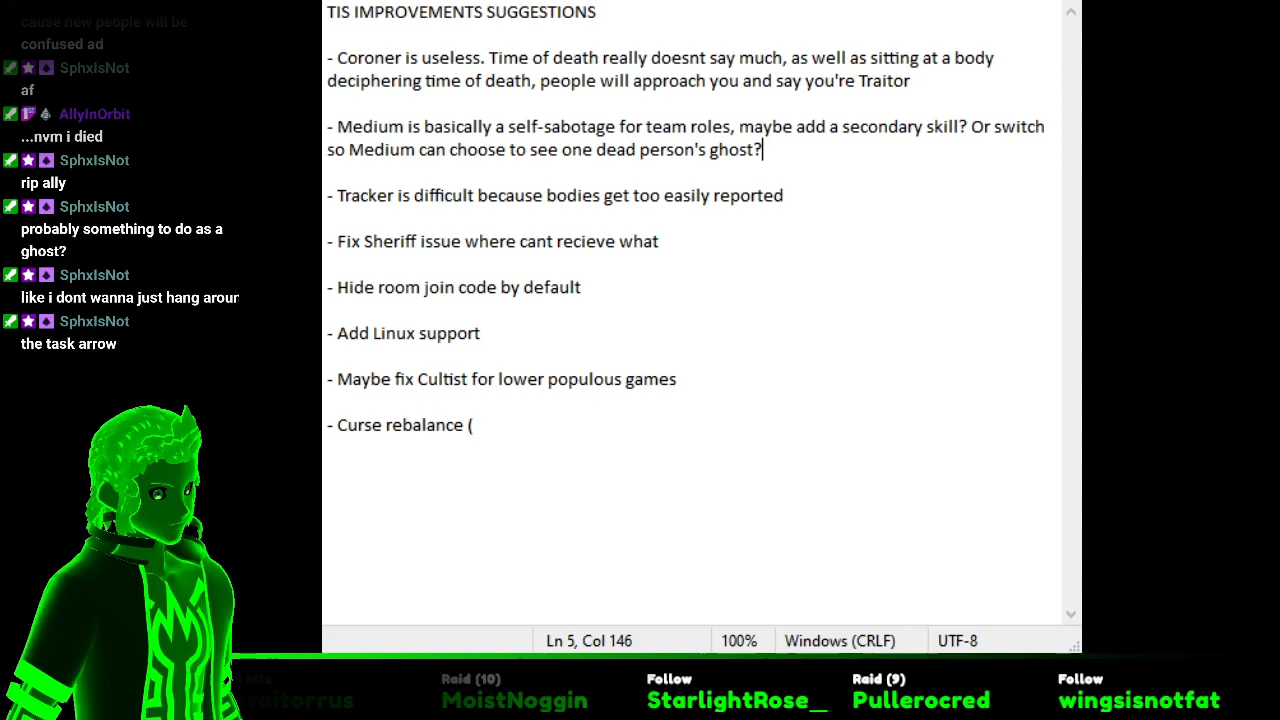 cause new people will be
confused ad
SphxIsNot
af
AllyInOrbit
...nvm i died
SphxIsNot
rip ally
SphxIsNot
probably something to do as a
ghost?
SphxIsNot
like i dont wanna just hang arour
SphxIsNot
the task arrow
TIS IMPROVEMENTS SUGGESTIONS
- Coroner is useless. Time of death really doesnt say much, as well as sitting at a body
deciphering time of death, people will approach you and say you're Traitor
- Medium is basically a self-sabotage for team roles, maybe add a secondary skill? Or switch
so Medium can choose to see one dead person's ghost?
- Tracker is difficult because bodies get too easily reported
- Fix Sheriff issue where cant recieve what
- Hide room join code by default
- Add Linux support
- Maybe fix Cultist for lower populous games
- Curse rebalance (
Ln 5, Col 146
100%
Windows (CRLF)
UTF-8
Raid (10)
MoistNoggin
Follow
StarlightRose_
Raid (9)
Pullerocred
Follow
wingsisnotfat